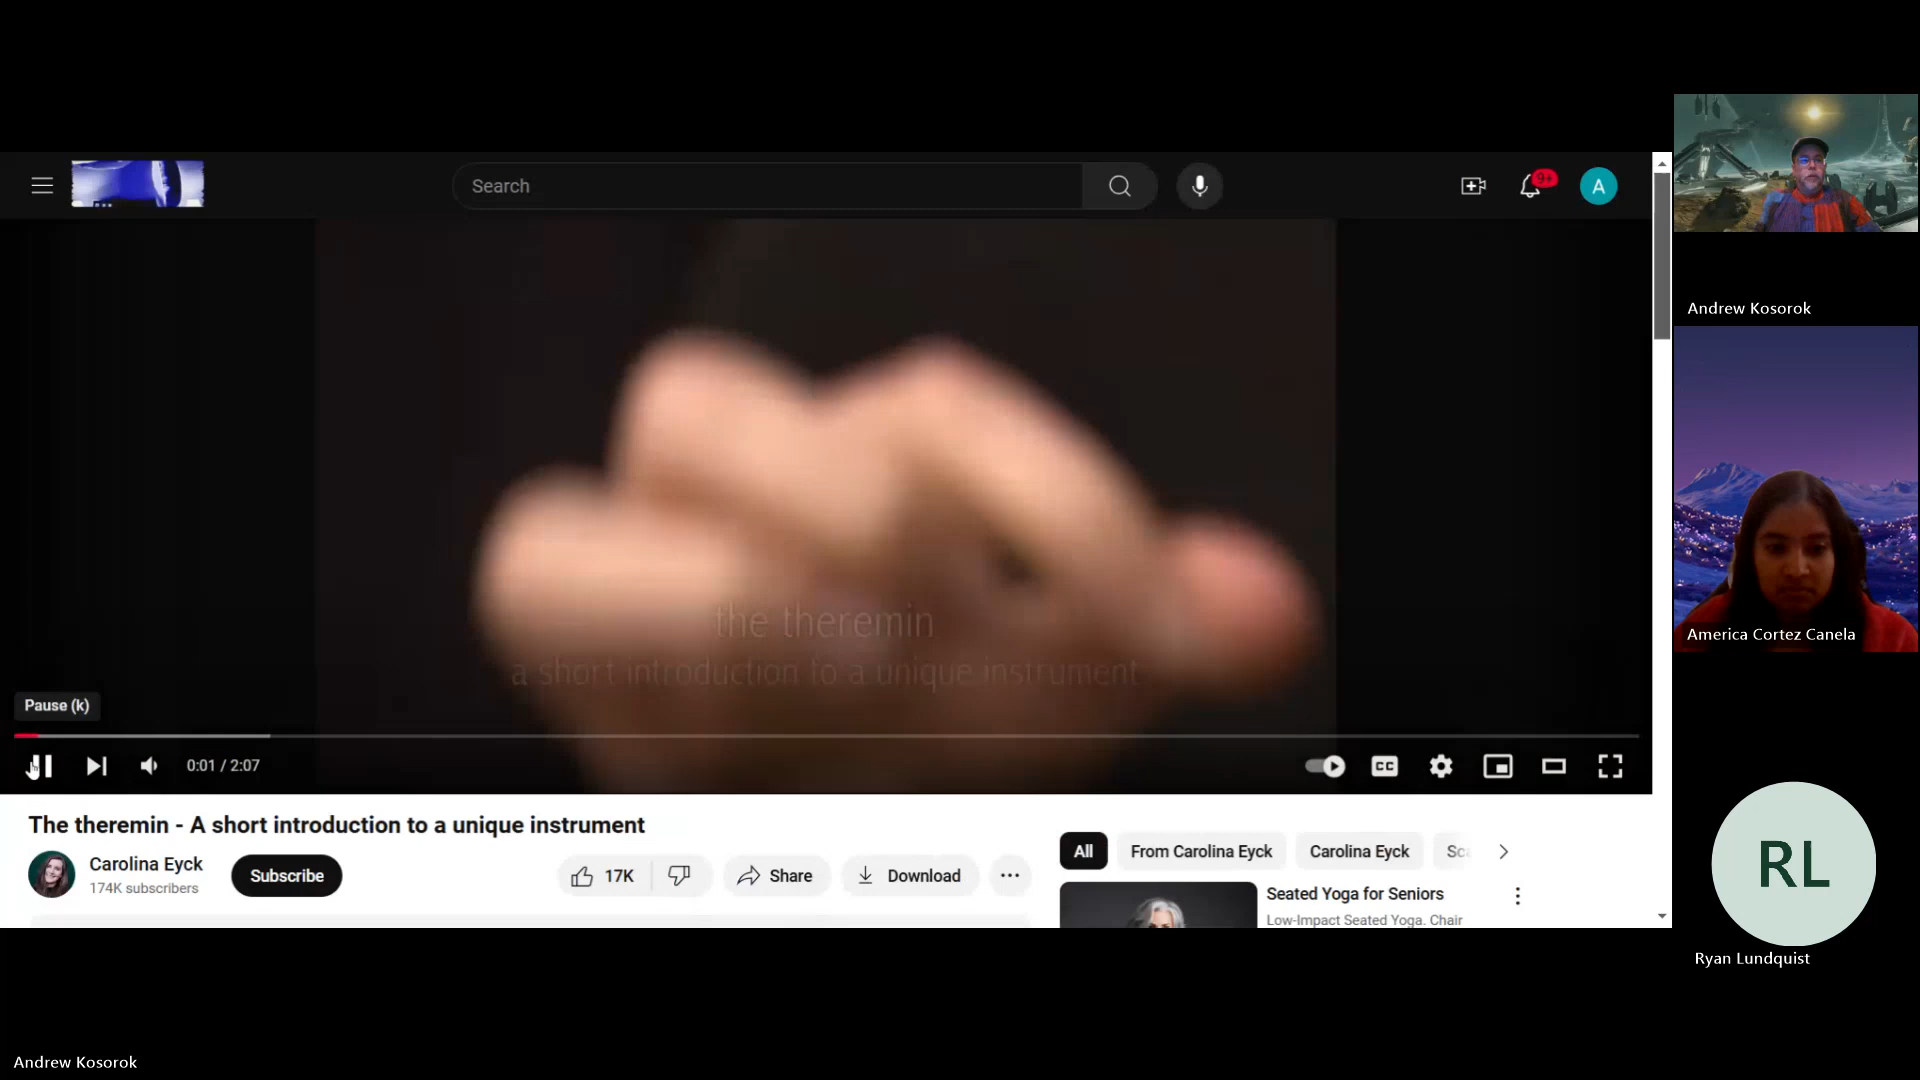 Search
9+
A
the theremin
a short introduction to a unique instrument
Pause (k)
0:01 / 2:07
CC
The theremin - A short introduction to a unique instrument
Carolina Eyck
174K subscribers
Subscribe
17K
Share
Download
All
From Carolina Eyck
Carolina Eyck
Seated Yoga for Seniors
Low-Impact Seated Yoga. Chair
Andrew Kosorok
America Cortez Canela
RL
Ryan Lundquist
Andrew Kosorok